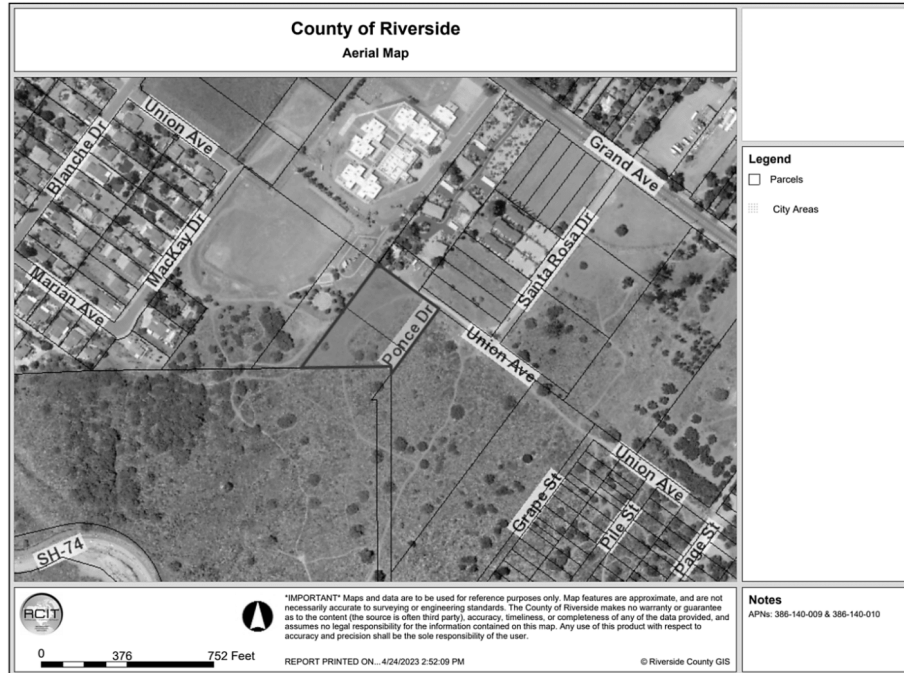 County of Riverside
Aerial Map
Union Ave
Blanche Dr
Grand Ave
MacKay Dr
Santa Rosa Dr
Marian Ave
Ponce Dr
Union Ave
Union Ave
Grape St
Pile St
Page St
SH-74
Legend
Parcels
City Areas
RCIT
0 376 752 Feet
*IMPORTANT* Maps and data are to be used for reference purposes only. Map features are approximate, and are not
necessarily accurate to surveying or engineering standards. The County of Riverside makes no warranty or guarantee
as to the content (the source is often third party), accuracy, timeliness, or completeness of any of the data provided, and
assumes no legal responsibility for the information contained on this map. Any use of this product with respect to
accuracy and precision shall be the sole responsibility of the user.
REPORT PRINTED ON... 4/24/2023 2:52:09 PM
© Riverside County GIS
Notes
APNs: 386-140-009 & 386-140-010